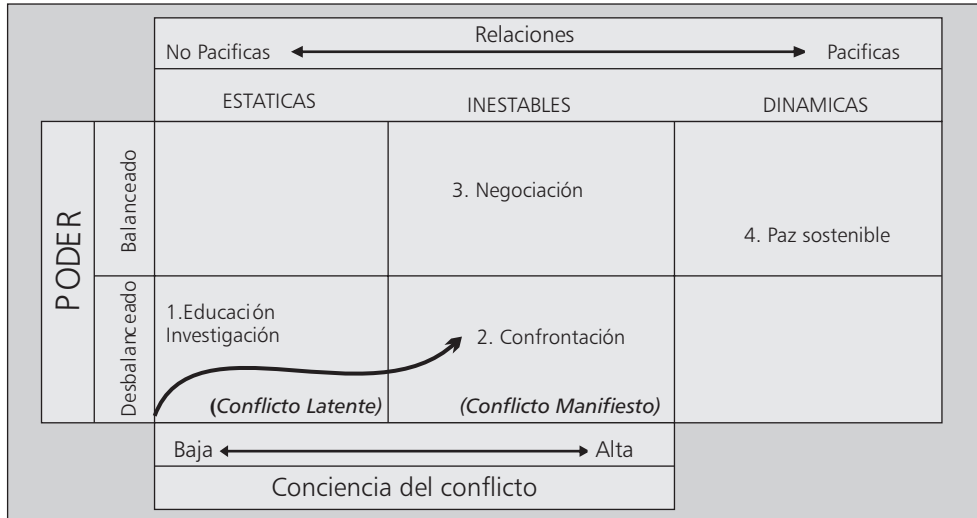 Relaciones
No Pacificas Pacificas
ESTATICAS INESTABLES DINAMICAS
PODER
Balanceado
3. Negociación
4. Paz sostenible
Desbalanceado
1.Educación
Investigación
2. Confrontación
(Conflicto Latente) (Conflicto Manifiesto)
Baja Alta
Conciencia del conflicto